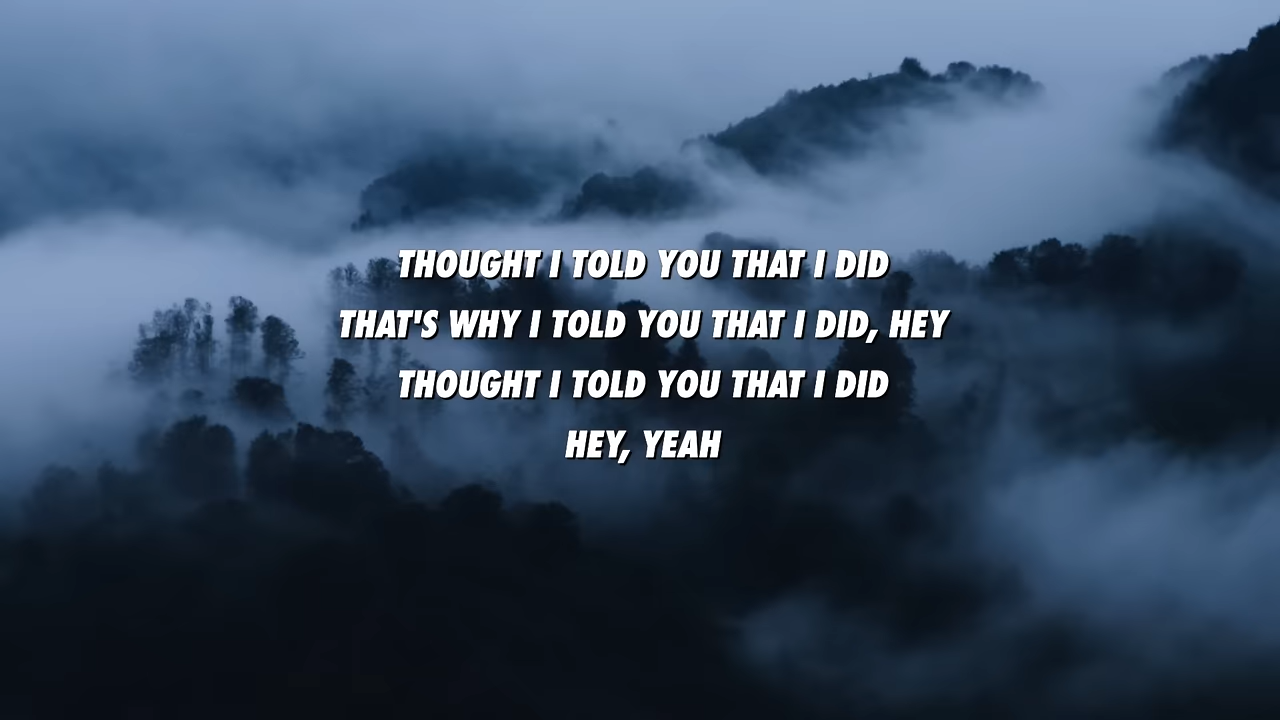 THOUGHT I TOLD YOU THAT I DID
THAT'S WHY I TOLD YOU THAT I DID, HEY
THOUGHT I TOLD YOU THAT I DID
HEY, YEAH